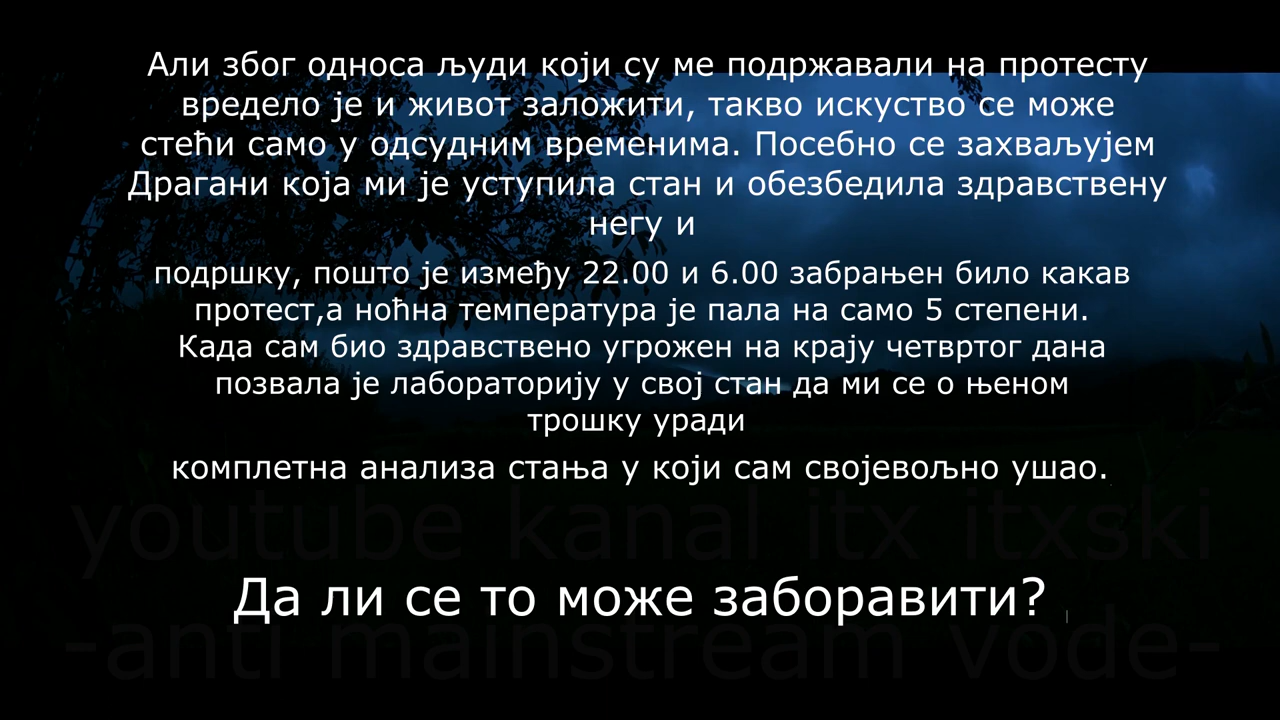 Али због односа људи који су ме подржавали на протесту
вредело је и живот заложити, такво искуство се може
стећи само у одсудним временима. Посебно се захваљујем
Драгани која ми је уступила стан и обезбедила здравствену
негу и
подршку, пошто је између 22.00 и 6.00 забрањен било какав
протест,а ноћна температура је пала на само 5 степени.
Када сам био здравствено угрожен на крају четвртог дана
позвала је лабораторију у свој стан да ми се о њеном
трошку уради
комплетна анализа стања у који сам својевољно ушао.
youtube kanal itx itxski
Да ли се то може заборавити?
-anti mainstream vode-